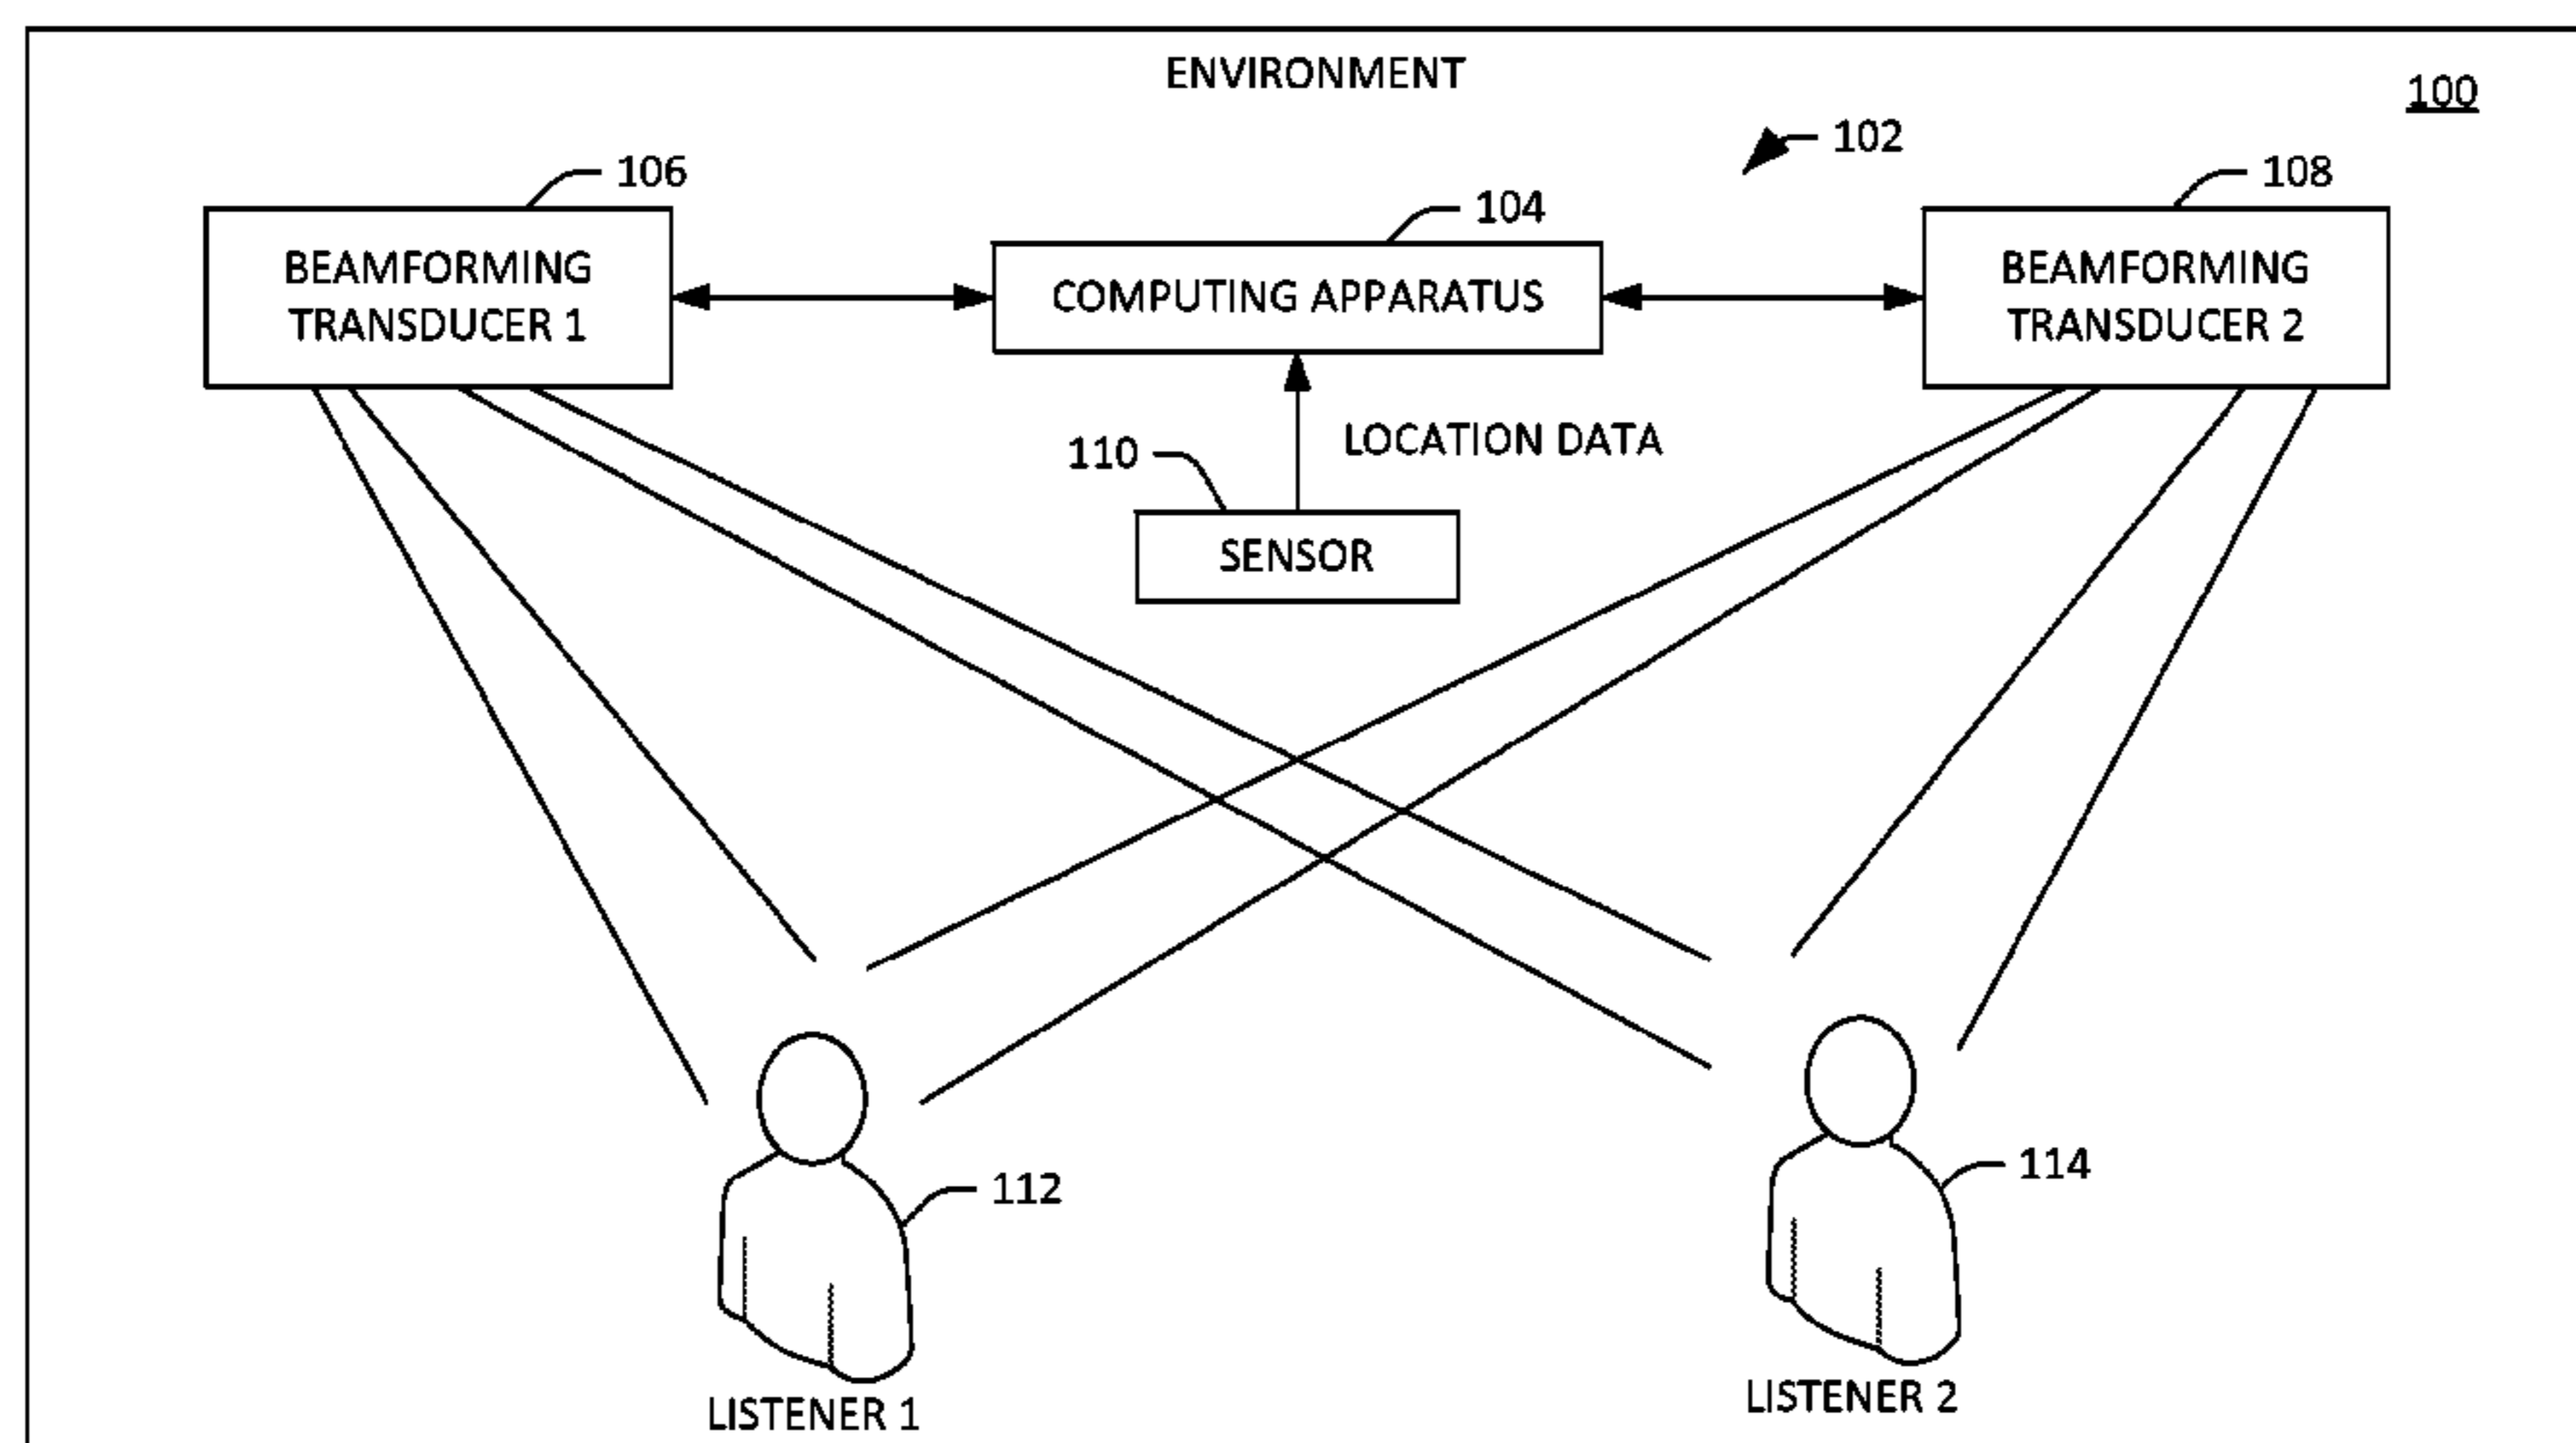 ENVIRONMENT
100
102
106
104
108
BEAMFORMING
TRANSDUCER 1
COMPUTING APPARATUS
BEAMFORMING
TRANSDUCER 2
LOCATION DATA
110
SENSOR
112
114
LISTENER 1
LISTENER 2